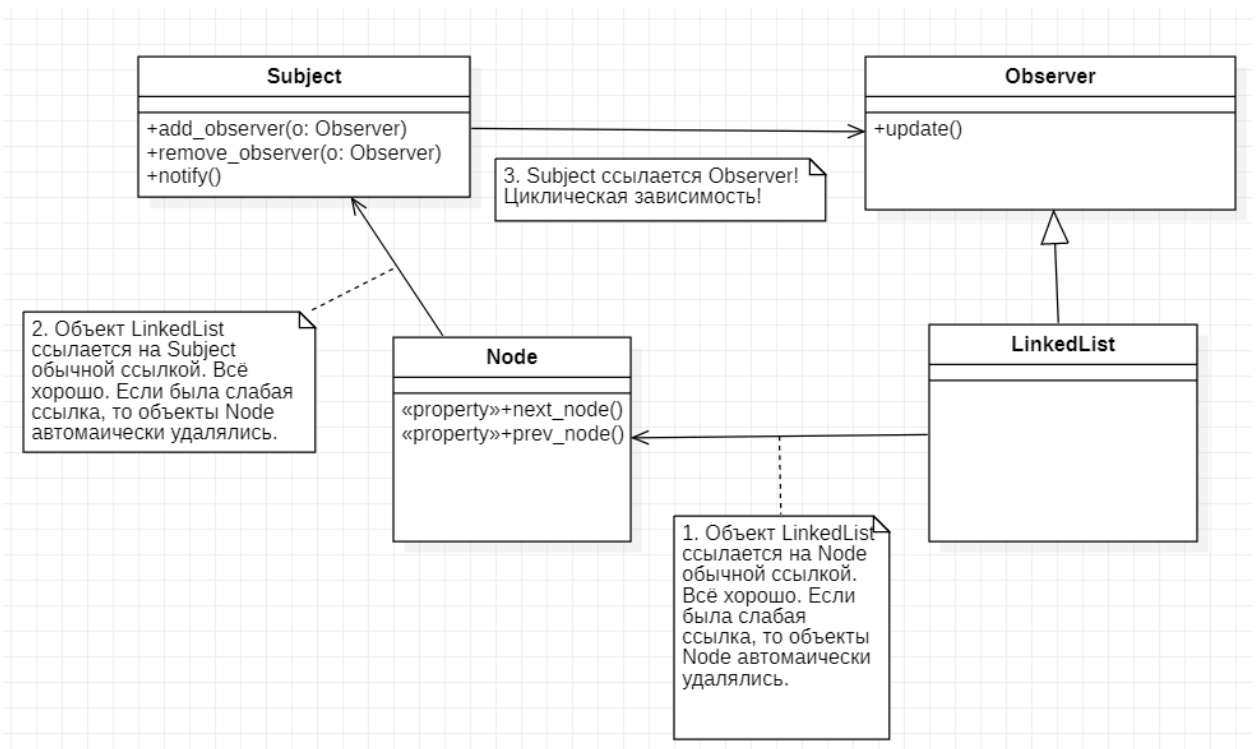 Subject
+add_observer(o: Observer)
+remove_observer(o: Observer)
+notify()
Observer
+update()
3. Subject ссылается Observer!
Циклическая зависимость!
2. Объект LinkedList
ссылается на Subject
обычной ссылкой. Всё
хорошо. Если была слабая
ссылка, то объекты Node
автомаически удалялись.
Node
«property»+next_node()
«property»+prev_node()
LinkedList
1. Объект LinkedList
ссылается на Node
обычной ссылкой.
Всё хорошо. Если
была слабая
ссылка, то объекты
Node автомаически
удалялись.